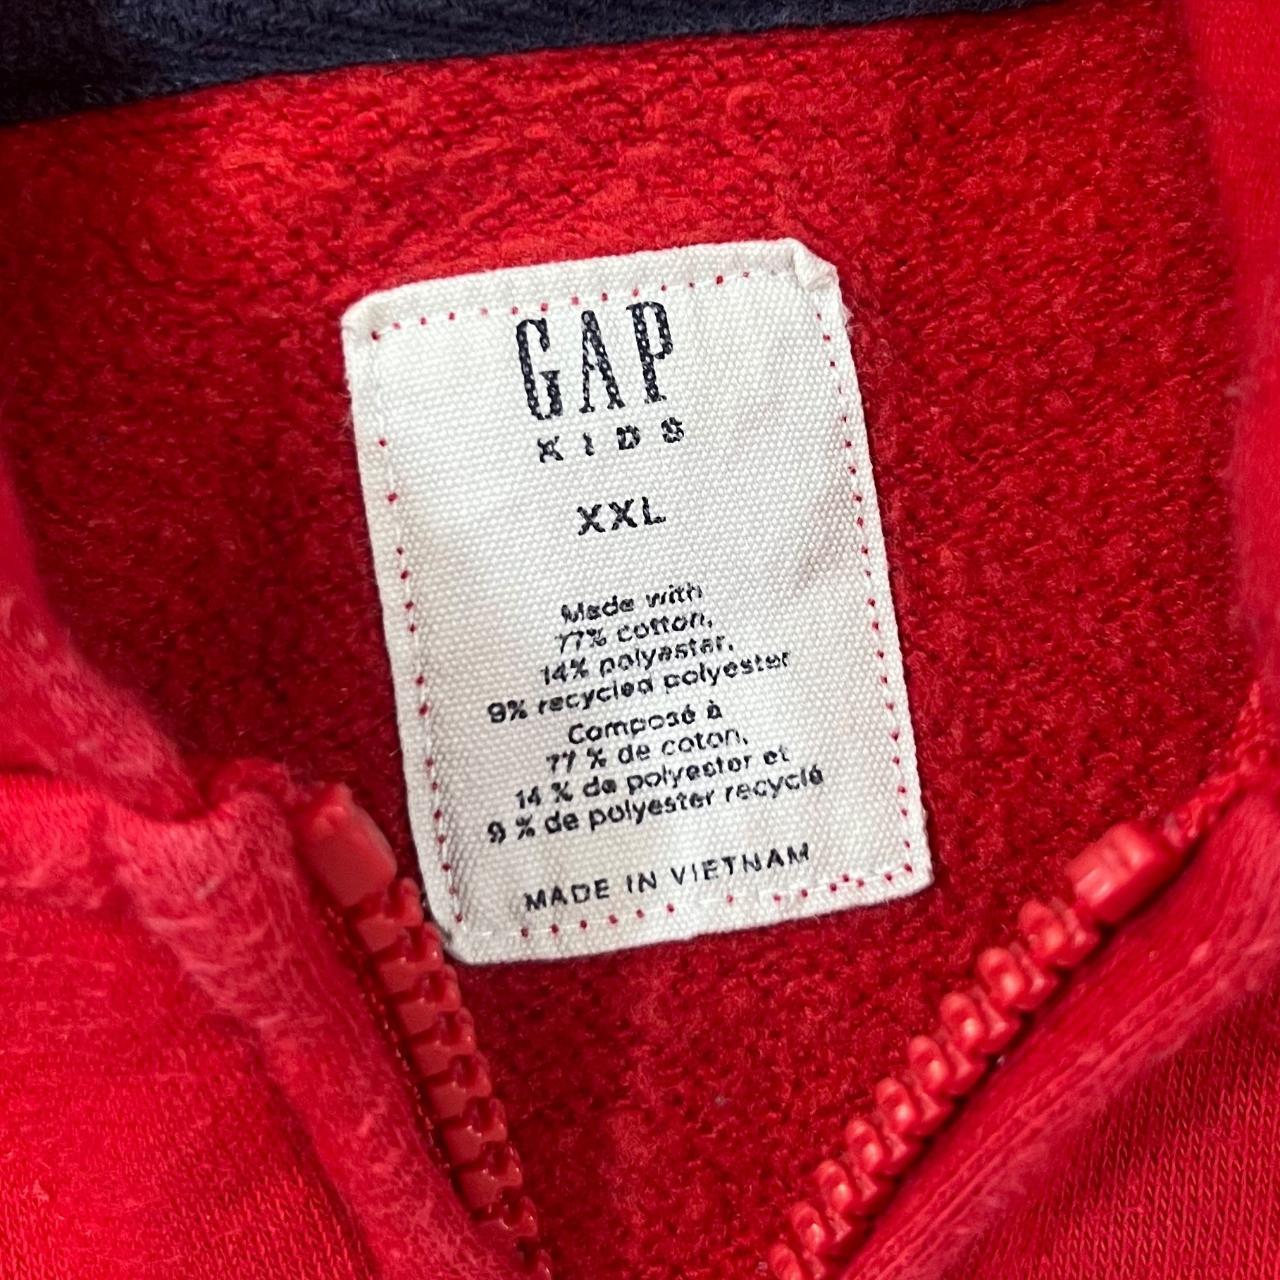 GAP
KIDS
XXL
Made with
77% cotton,
14% polyester,
9% recycled polyester
Composé à
77 % de coton,
14 % de polyester et
9 % de polyester recyclé
MADE IN VIETNAM